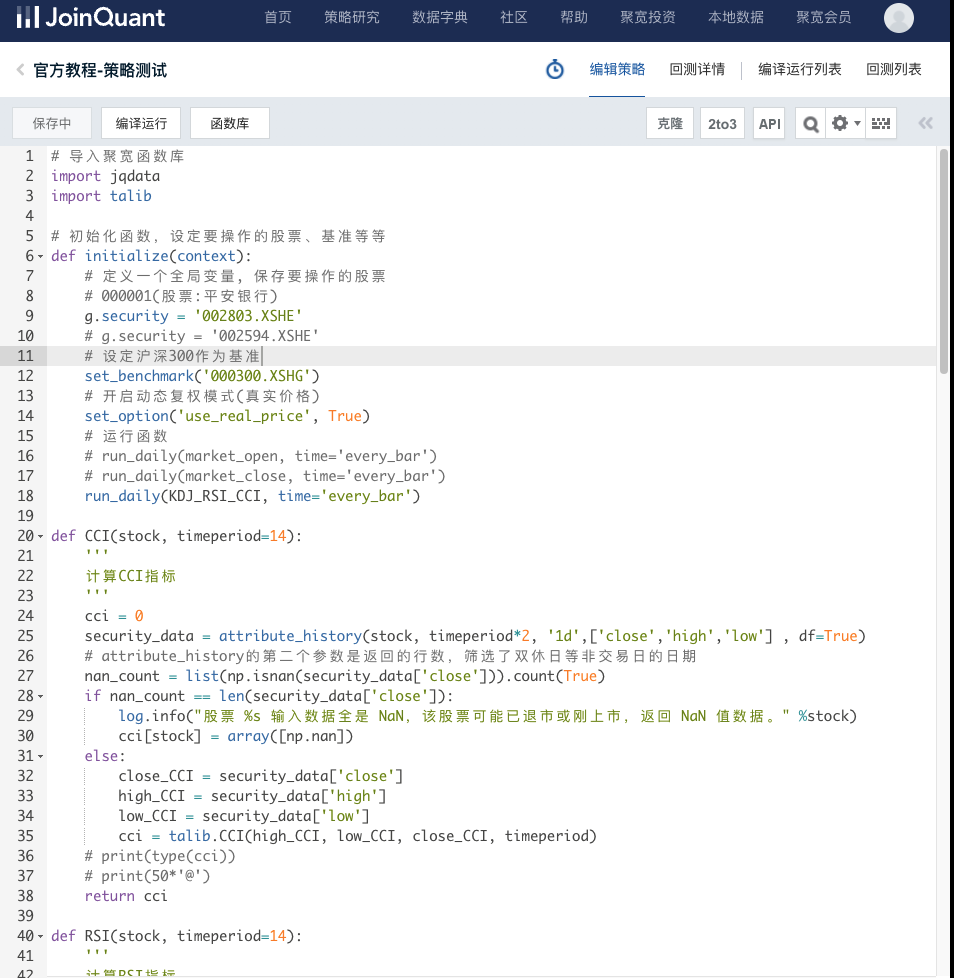 JoinQuant 首页 策略研究 数据字典 社区 帮助 聚宽投资 本地数据 聚宽会员
官方教程-策略测试 编辑策略 回测详情 编译运行列表 回测列表
保存中 编译运行 函数库 克隆 2to3 API
1 # 导入聚宽函数库
2 import jqdata
3 import talib
4
5 # 初始化函数，设定要操作的股票、基准等等
6 def initialize(context):
7     # 定义一个全局变量，保存要操作的股票
8     # 000001(股票:平安银行)
9     g.security = '002803.XSHE'
10     # g.security = '002594.XSHE'
11     # 设定沪深300作为基准
12     set_benchmark('000300.XSHG')
13     # 开启动态复权模式(真实价格)
14     set_option('use_real_price', True)
15     # 运行函数
16     # run_daily(market_open, time='every_bar')
17     # run_daily(market_close, time='every_bar')
18     run_daily(KDJ_RSI_CCI, time='every_bar')
19
20 def CCI(stock, timeperiod=14):
21     '''
22     计算CCI指标
23     '''
24     cci = 0
25     security_data = attribute_history(stock, timeperiod*2, '1d',['close','high','low'] , df=True)
26     # attribute_history的第二个参数是返回的行数，筛选了双休日等非交易日的日期
27     nan_count = list(np.isnan(security_data['close'])).count(True)
28     if nan_count == len(security_data['close']):
29         log.info("股票 %s 输入数据全是 NaN，该股票可能已退市或刚上市，返回 NaN 值数据。" %stock)
30         cci[stock] = array([np.nan])
31     else:
32         close_CCI = security_data['close']
33         high_CCI = security_data['high']
34         low_CCI = security_data['low']
35         cci = talib.CCI(high_CCI, low_CCI, close_CCI, timeperiod)
36     # print(type(cci))
37     # print(50*'@')
38     return cci
39
40 def RSI(stock, timeperiod=14):
41     '''
42     计算RSI指标